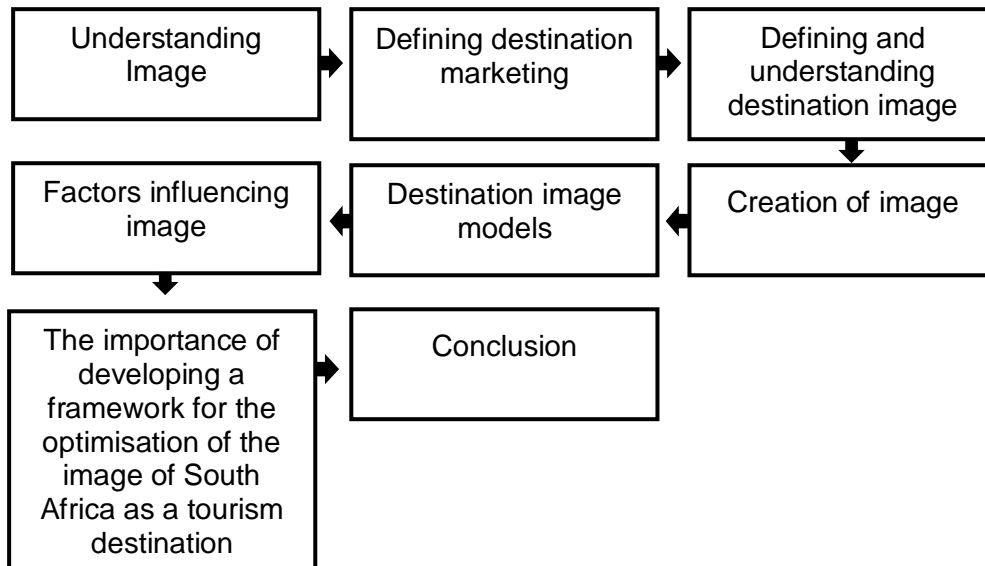 Understanding
Image
Defining destination
marketing
Defining and
understanding
destination image
Creation of image
Destination image
models
Factors influencing
image
The importance of
developing a
framework for the
optimisation of the
image of South
Africa as a tourism
destination
Conclusion